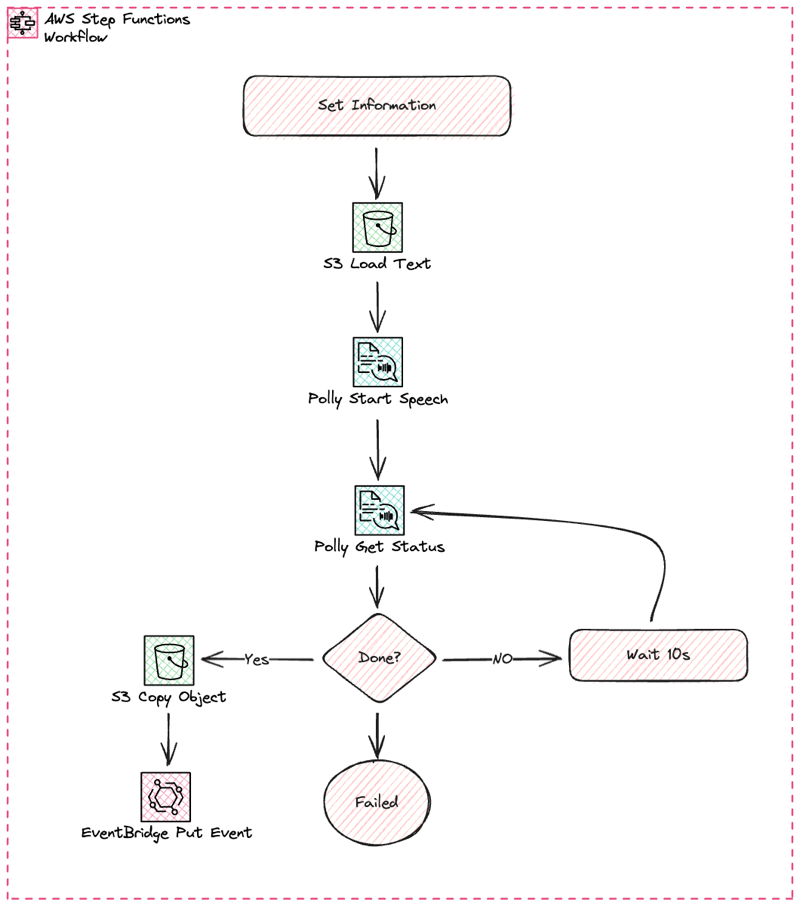 AWS Step Functions
Workflow
Set Information
S3 Load Text
Polly Start Speech
Polly Get Status
Done?
Yes
NO
Wait 10s
S3 Copy Object
Failed
EventBridge Put Event